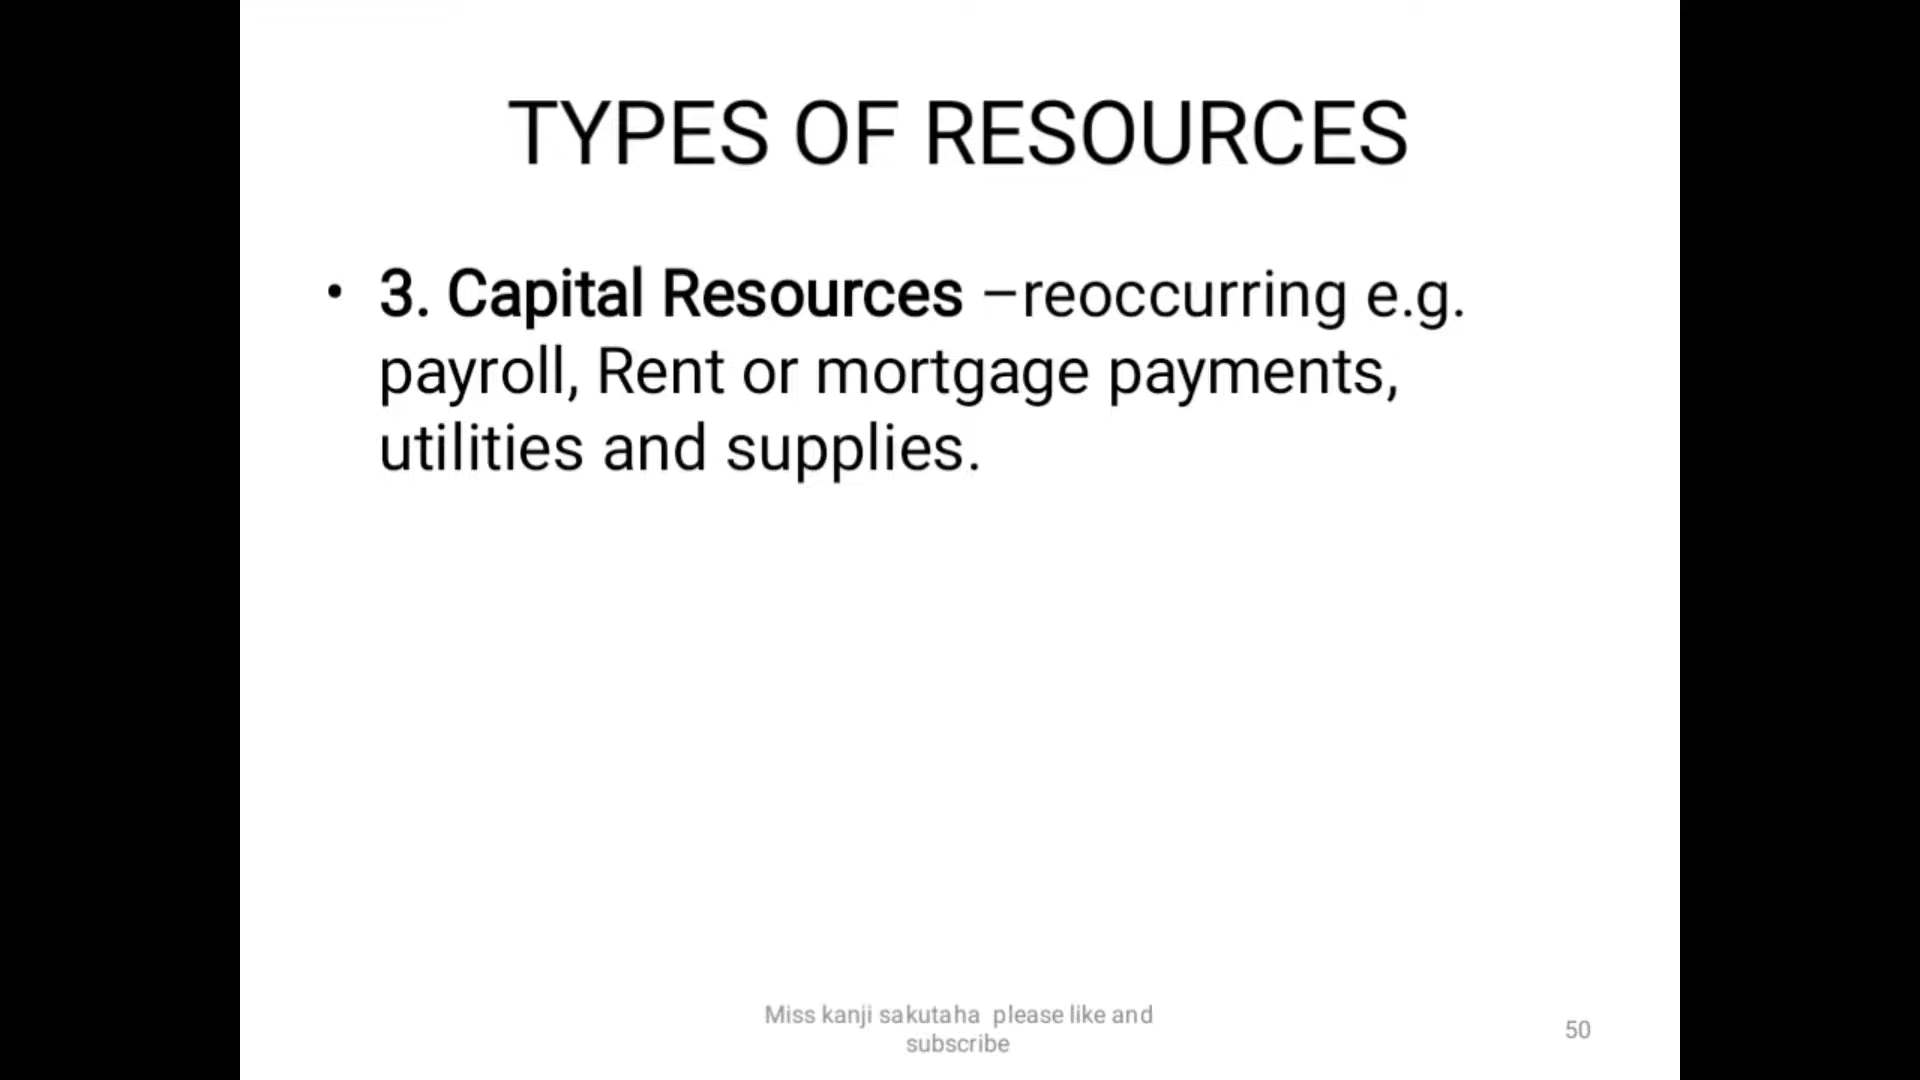 TYPES OF RESOURCES
• 3. Capital Resources –reoccurring e.g.
payroll, Rent or mortgage payments,
utilities and supplies.
Miss kanji sakutaha please like and
subscribe
50